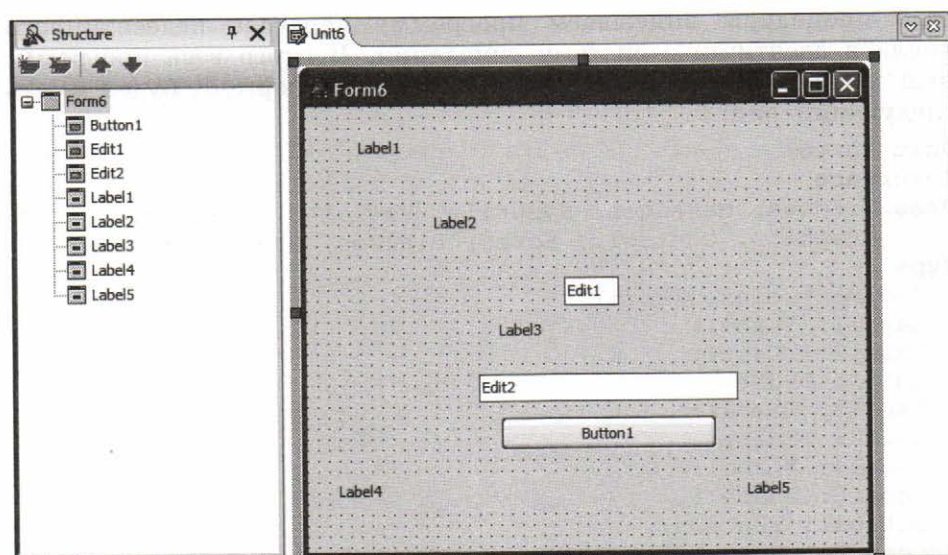 Structure
Unit6
Form6
Button1
Edit1
Edit2
Label1
Label2
Label3
Label4
Label5
Form6
Label1
Label2
Edit1
Label3
Edit2
Button1
Label4
Label5